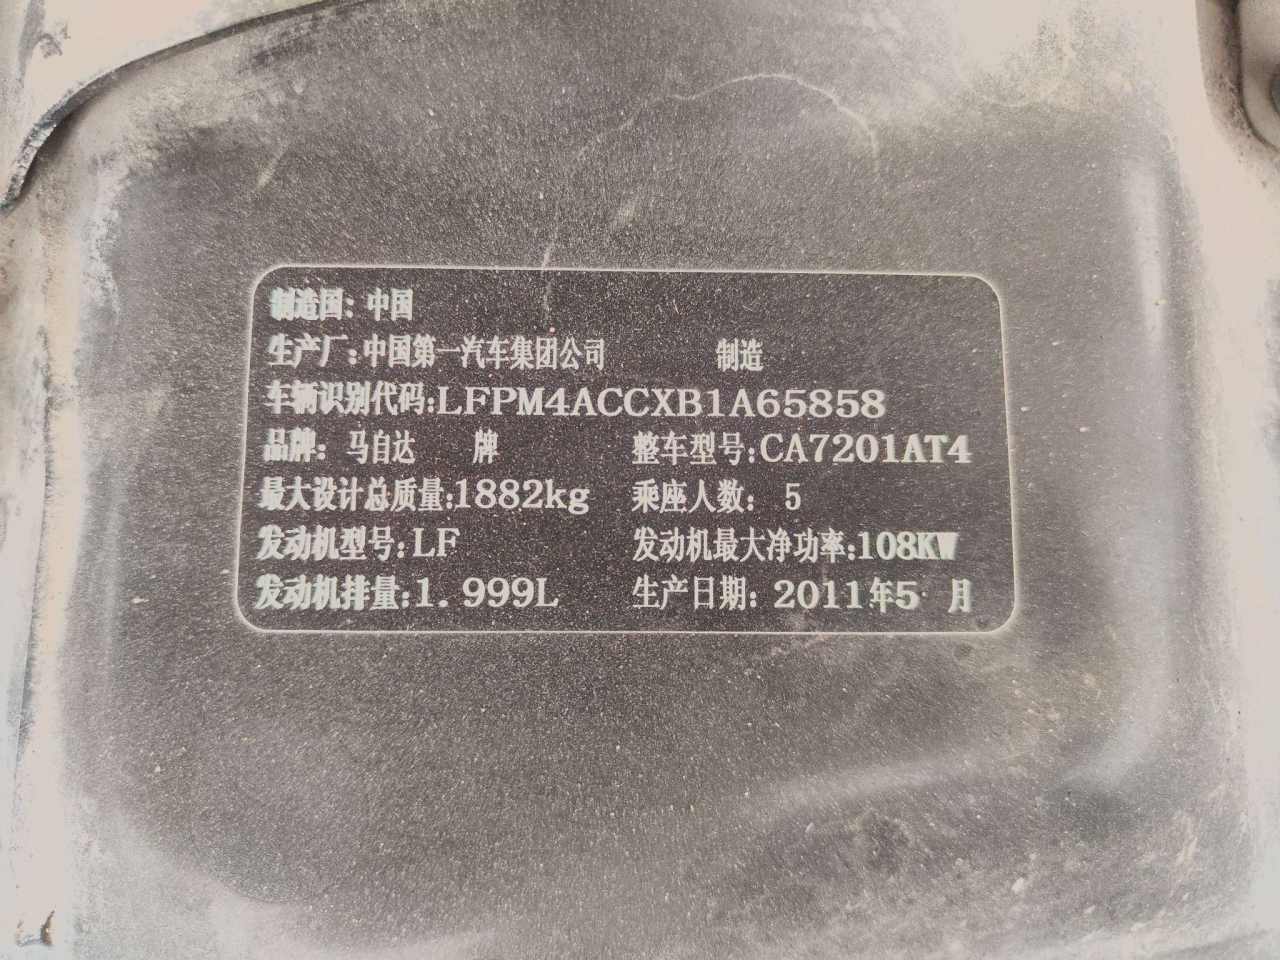 制造国: 中国
生产厂:中国第一汽车集团公司 制造
车辆识别代码:LFPM4ACCXB1A65858
品牌: 马自达 牌 整车型号:CA7201AT4
最大设计总质量:1882kg 乘座人数: 5
发动机型号:LF 发动机最大净功率:108KW
发动机排量:1.999L 生产日期: 2011年5 月